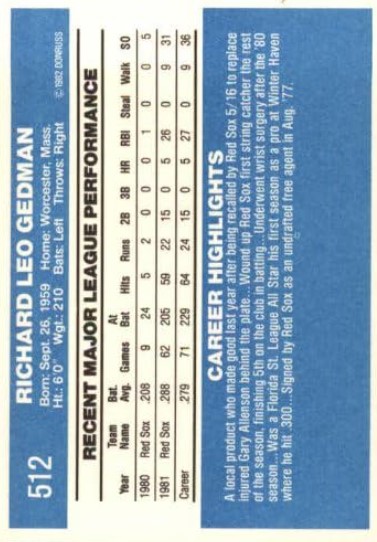 512
RICHARD LEO GEDMAN
Born: Sept. 26, 1959 Home: Worcester, Mass.
Ht.: 6'0" Wgt.: 210 Bats: Left Throws: Right
© 1982 DONRUSS
RECENT MAJOR LEAGUE PERFORMANCE
Year Team Name Bat. Avg. Games At Bat Hits Runs 2B 3B HR RBI Steal Walk SO
1980 Red Sox .208 9 24 5 2 0 0 0 1 0 0 5
1981 Red Sox .288 62 205 59 22 15 0 5 26 0 9 31
Career .279 71 229 64 24 15 0 5 27 0 9 36
CAREER HIGHLIGHTS
A local product who made good last year after being recalled by Red Sox 5/16 to replace
injured Gary Allenson behind the plate...Wound up Red Sox first string catcher the rest
of the season, finishing 5th on the club in batting...Underwent wrist surgery after the '80
season...Was a Florida St. League All Star his first season as a pro at Winter Haven
where he hit .300...Signed by Red Sox as an undrafted free agent in Aug. '77.